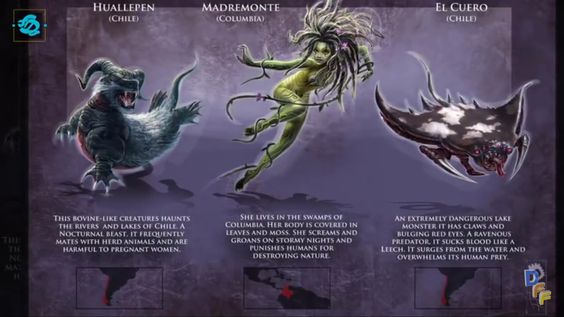 Huallepen
(Chile)
This bovine-like creatures haunts
the rivers and lakes of Chile. A
nocturnal beast, it frequently
mates with herd animals and are
harmful to pregnant women.
Madremonte
(Columbia)
She lives in the swamps of
Columbia. Her body is covered in
leaves and moss. She screams and
groans on stormy nights and
punishes humans for
destroying nature.
El Cuero
(Chile)
An extremely dangerous lake
monster it has claws and
bulging red eyes. A ravenous
predator, it sucks blood like a
leech. It surges from the water and
overwhelms its human prey.